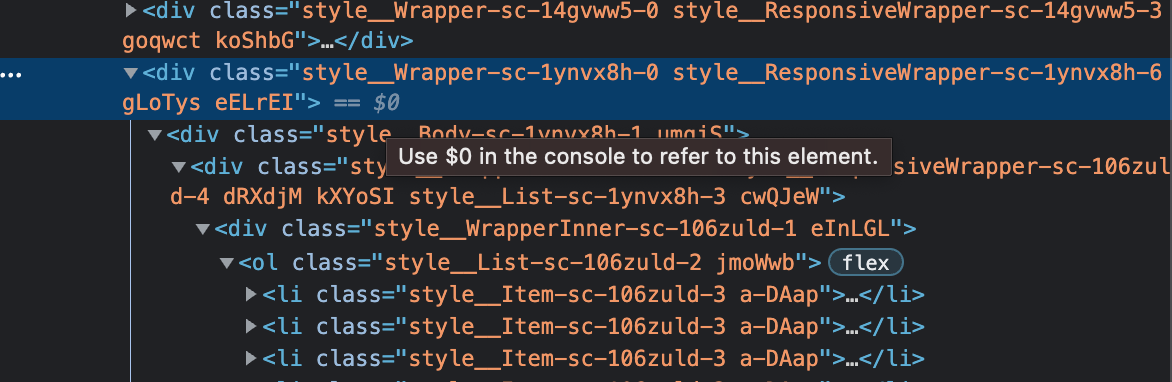 ▶<div class="style__Wrapper-sc-14gvww5-0 style__ResponsiveWrapper-sc-14gvww5-3
goqwct koShbG">…</div>
▼<div class="style__Wrapper-sc-1ynvx8h-0 style__ResponsiveWrapper-sc-1ynvx8h-6
gLoTys eELrEI"> == $0
▼<div class="style__Body-sc-1ynvx8h-1 umqjS">
Use $0 in the console to refer to this element.
▼<div class="sty siveWrapper-sc-106zul
d-4 dRXdjM kXYoSI style__List-sc-1ynvx8h-3 cwQJeW">
▼<div class="style__WrapperInner-sc-106zuld-1 eInLGL">
▼<ol class="style__List-sc-106zuld-2 jmoWwb"> flex
▶<li class="style__Item-sc-106zuld-3 a-DAap">…</li>
▶<li class="style__Item-sc-106zuld-3 a-DAap">…</li>
▶<li class="style__Item-sc-106zuld-3 a-DAap">…</li>